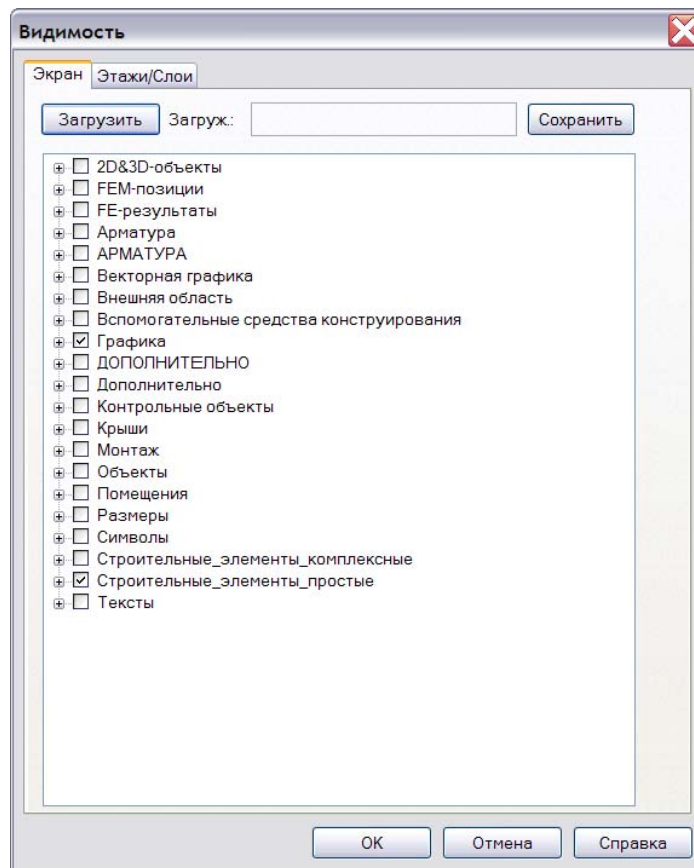 Видимость
Экран Этажи/Слои
Загрузить Загруж.: Сохранить
2D&3D-объекты
FEM-позиции
FE-результаты
Арматура
АРМАТУРА
Векторная графика
Внешняя область
Вспомогательные средства конструирования
Графика
ДОПОЛНИТЕЛЬНО
Дополнительно
Контрольные объекты
Крыши
Монтаж
Объекты
Помещения
Размеры
Символы
Строительные_элементы_комплексные
Строительные_элементы_простые
Тексты
OK Отмена Справка